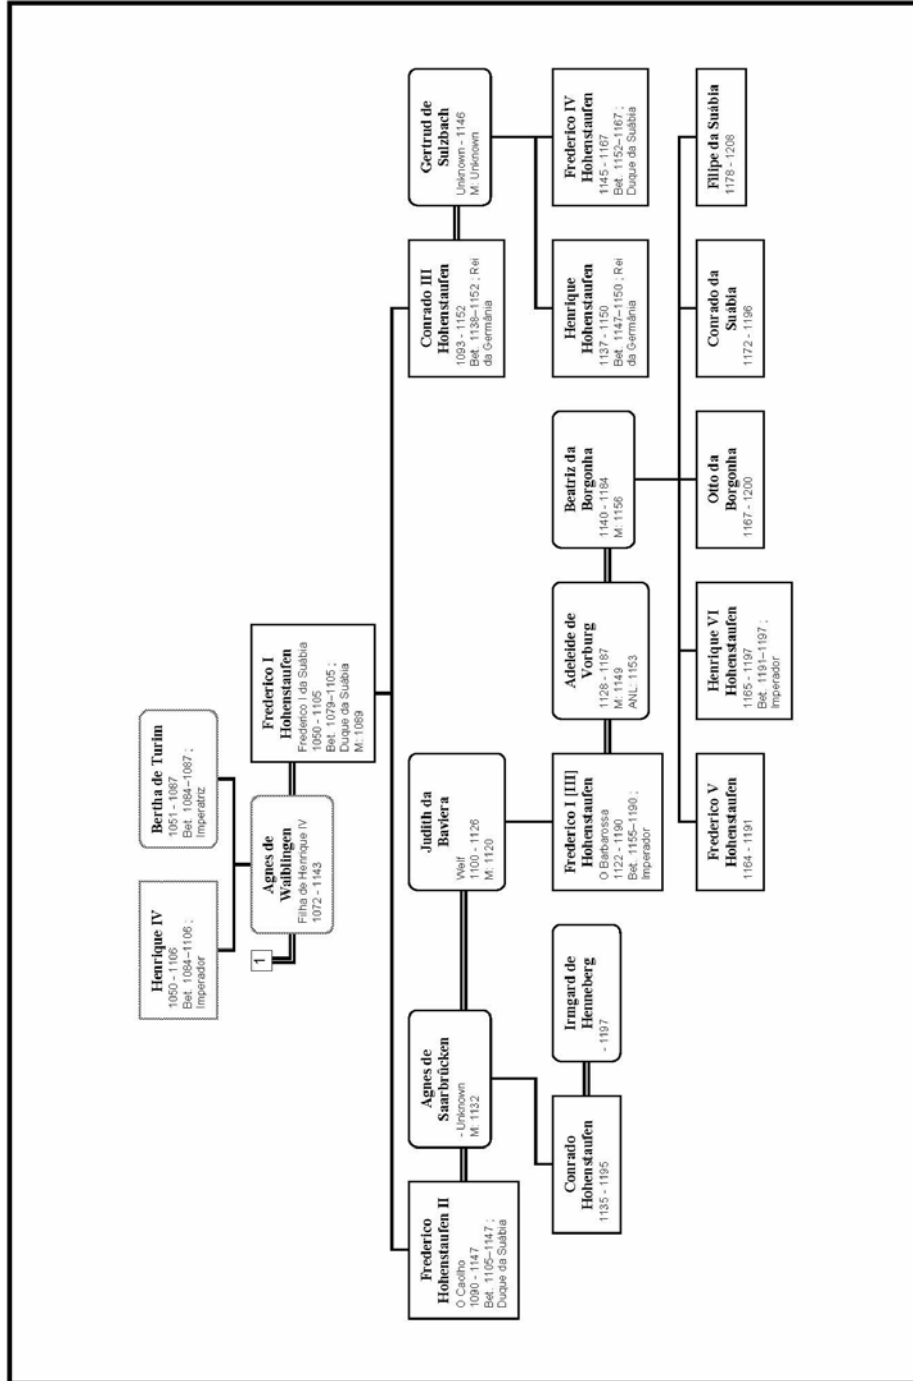 Henrique IV
1050 - 1106
Bet. 1084–1106 ;
Imperador
Bertha de Turim
1051 - 1087
Bet. 1084–1087 ;
Imperatriz
1
Agnes de
Waiblingen
Filha de Henrique IV
1072 - 1143
Frederico I
Hohenstaufen
Frederico I da Suábia
1050 - 1105
Bet. 1079–1105 ;
Duque da Suábia
M: 1089
Frederico
Hohenstaufen II
O Caolho
1090 - 1147
Bet. 1105–1147 ;
Duque da Suábia
Agnes de
Saarbrücken
- Unknown
M: 1132
Judith da
Baviera
Welf
1100 - 1126
M: 1120
Conrado III
Hohenstaufen
1093 - 1152
Bet. 1138–1152 ; Rei
da Germânia
Gertrud de
Sulzbach
Unknown - 1146
M: Unknown
Conrado
Hohenstaufen
1135 - 1195
Irmgard de
Henneberg
- 1197
Frederico I [III]
Hohenstaufen
O Barbarossa
1122 - 1190
Bet. 1155–1190 ;
Imperador
Adeleide de
Vorburg
1128 - 1187
M: 1149
ANL: 1153
Beatriz da
Borgonha
1140 - 1184
M: 1156
Henrique
Hohenstaufen
1137 - 1150
Bet. 1147–1150 ; Rei
da Germânia
Frederico IV
Hohenstaufen
1145 - 1167
Bet. 1152–1167 ;
Duque da Suábia
Frederico V
Hohenstaufen
1164 - 1191
Henrique VI
Hohenstaufen
1165 - 1197
Bet. 1191–1197 ;
Imperador
Otto da
Borgonha
1167 - 1200
Conrado da
Suábia
1172 - 1196
Filipe da Suábia
1178 - 1208